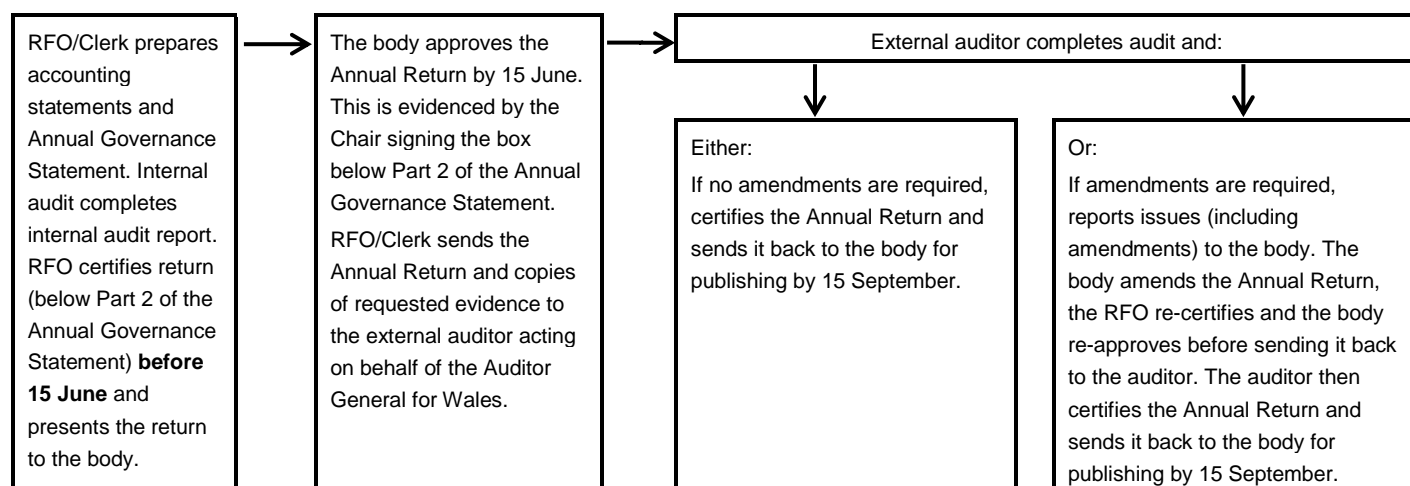 RFO/Clerk prepares
accounting
statements and
Annual Governance
Statement. Internal
audit completes
internal audit report.
RFO certifies return
(below Part 2 of the
Annual Governance
Statement) before
15 June and
presents the return
to the body.
The body approves the
Annual Return by 15 June.
This is evidenced by the
Chair signing the box
below Part 2 of the Annual
Governance Statement.
RFO/Clerk sends the
Annual Return and copies
of requested evidence to
the external auditor acting
on behalf of the Auditor
General for Wales.
External auditor completes audit and:
Either:
If no amendments are required,
certifies the Annual Return and
sends it back to the body for
publishing by 15 September.
Or:
If amendments are required,
reports issues (including
amendments) to the body. The
body amends the Annual Return,
the RFO re-certifies and the body
re-approves before sending it back
to the auditor. The auditor then
certifies the Annual Return and
sends it back to the body for
publishing by 15 September.